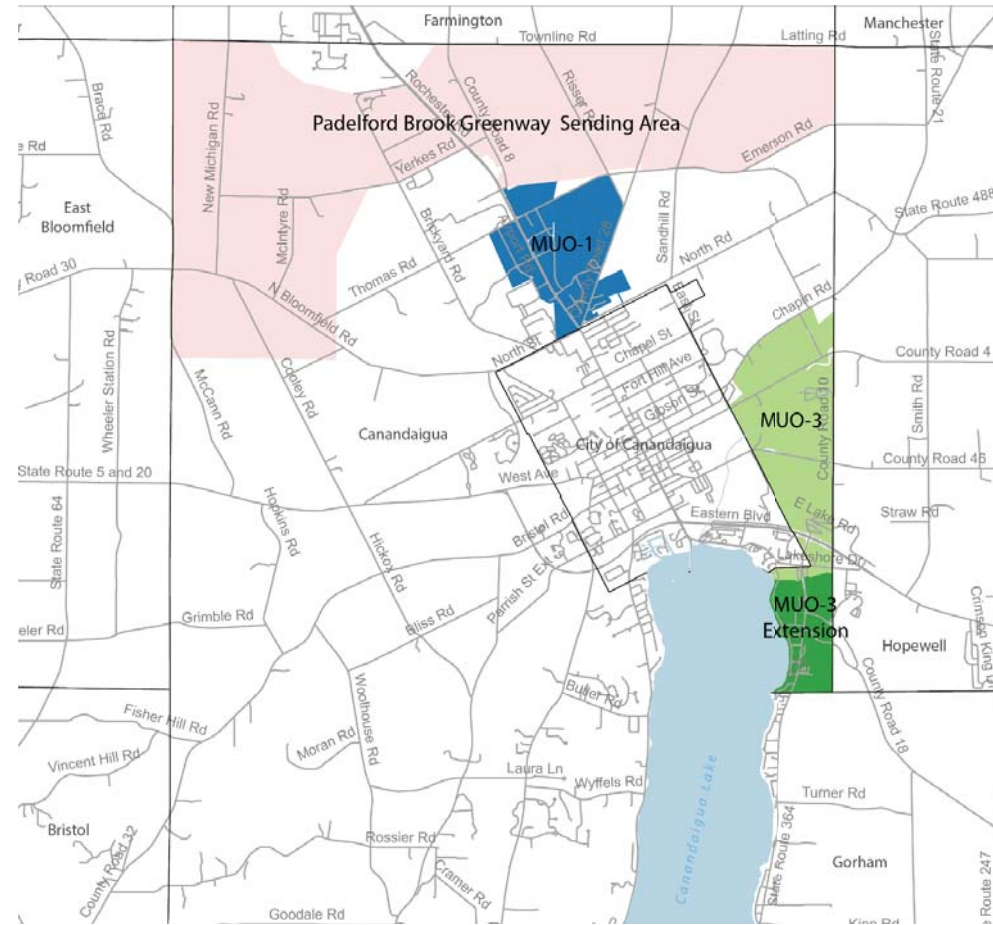 Farmington
Manchester
Townline Rd
Latting Rd
State Route 21
Brace Rd
Rochester Rd
County Road 8
Risser Rd
Padelford Brook Greenway Sending Area
Emerson Rd
e Rd
New Michigan Rd
Yerkes Rd
McIntyre Rd
East
Bloomfield
Brickyard Rd
Sandhill Rd
State Route 488
MUO-1
Airport Rd
North Rd
Road 30
Thomas Rd
N Bloomfield Rd
East St
Chapin Rd
Wheeler Station Rd
North St
Chapel St
County Road 4
Cooley Rd
McCann Rd
Fort Hill Ave
Gibson St
Smith Rd
MUO-3
County Road 10
Canandaigua
City of Canandaigua
State Route 5 and 20
West Ave
County Road 46
State Route 64
Hopkins Rd
Eastern Blvd
E Lake Rd
Straw Rd
Bristol Rd
Hickox Rd
Parrish St Ext
Lakeshore Dr
Grimble Rd
Bliss Rd
eler Rd
MUO-3
Extension
Hopewell
Crimson King
Woolhouse Rd
Butler Rd
County Road 18
Fisher Hill Rd
Moran Rd
Vincent Hill Rd
Laura Ln
Wyffels Rd
Canandaigua Lake
Turner Rd
Bristol
County Road 32
Rossier Rd
State Route 364
Gorham
Cramer Rd
e Route 247
Goodale Rd